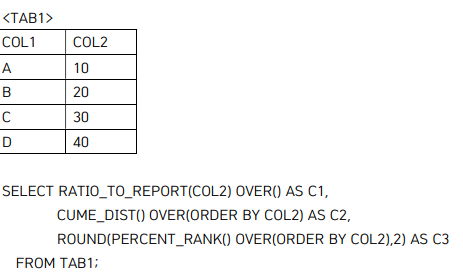 <TAB1>
COL1 COL2
A 10
B 20
C 30
D 40
SELECT RATIO_TO_REPORT(COL2) OVER() AS C1,
CUME_DIST() OVER(ORDER BY COL2) AS C2,
ROUND(PERCENT_RANK() OVER(ORDER BY COL2),2) AS C3
FROM TAB1;